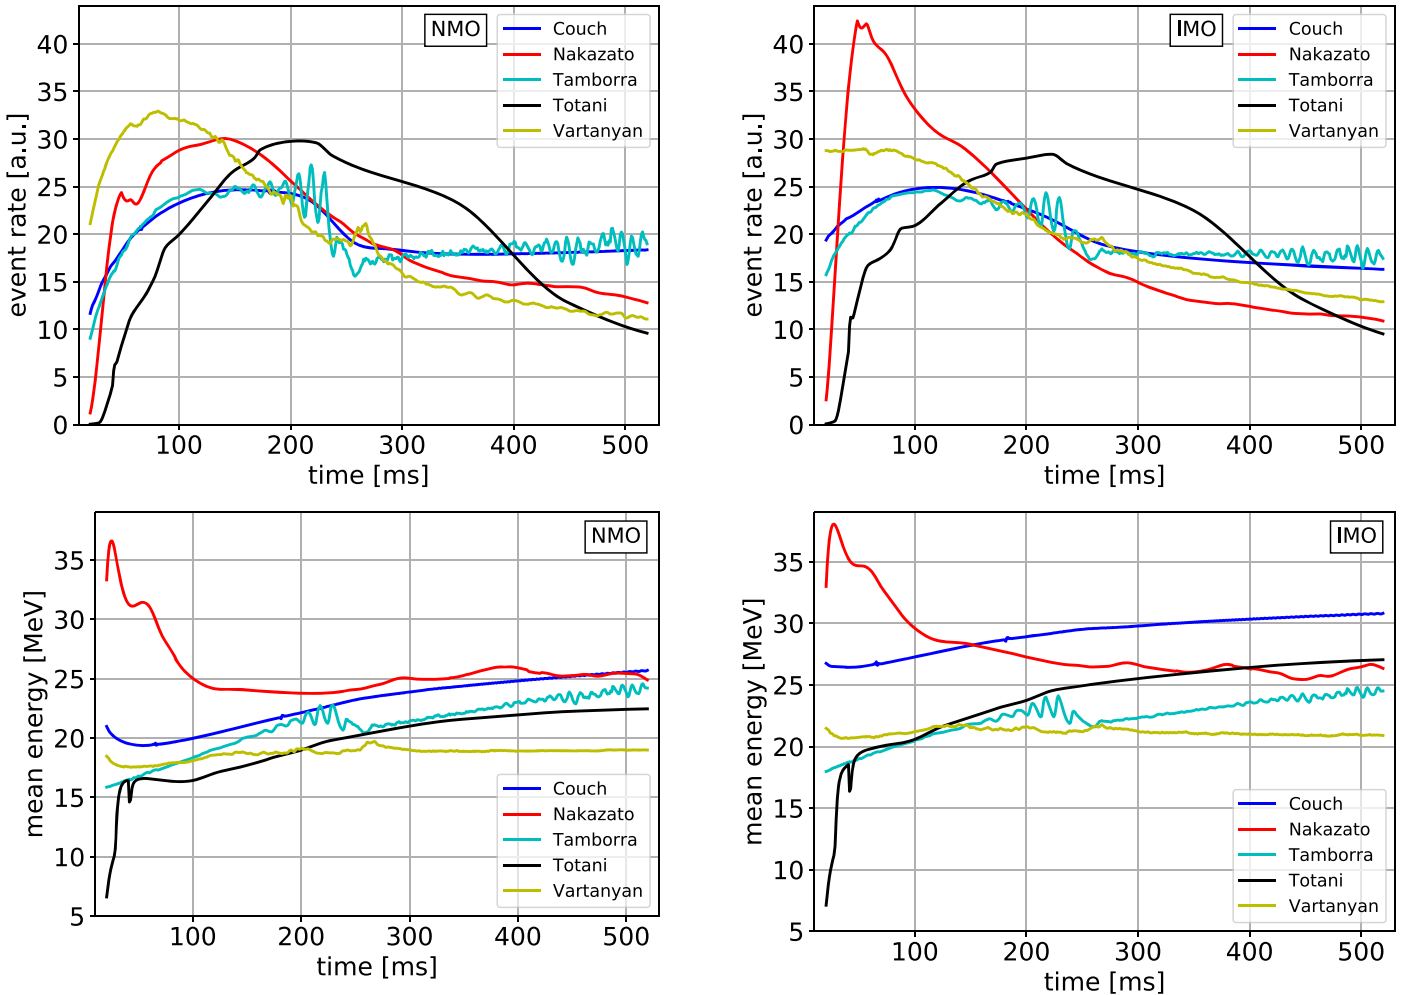 NMO
Couch
Nakazato
Tamborra
Totani
Vartanyan
event rate [a.u.]
40
35
30
25
20
15
10
5
0
100 200 300 400 500
time [ms]
IMO
Couch
Nakazato
Tamborra
Totani
Vartanyan
event rate [a.u.]
40
35
30
25
20
15
10
5
0
100 200 300 400 500
time [ms]
NMO
mean energy [MeV]
35
30
25
20
15
10
5
Couch
Nakazato
Tamborra
Totani
Vartanyan
100 200 300 400 500
time [ms]
IMO
mean energy [MeV]
35
30
25
20
15
10
5
Couch
Nakazato
Tamborra
Totani
Vartanyan
100 200 300 400 500
time [ms]